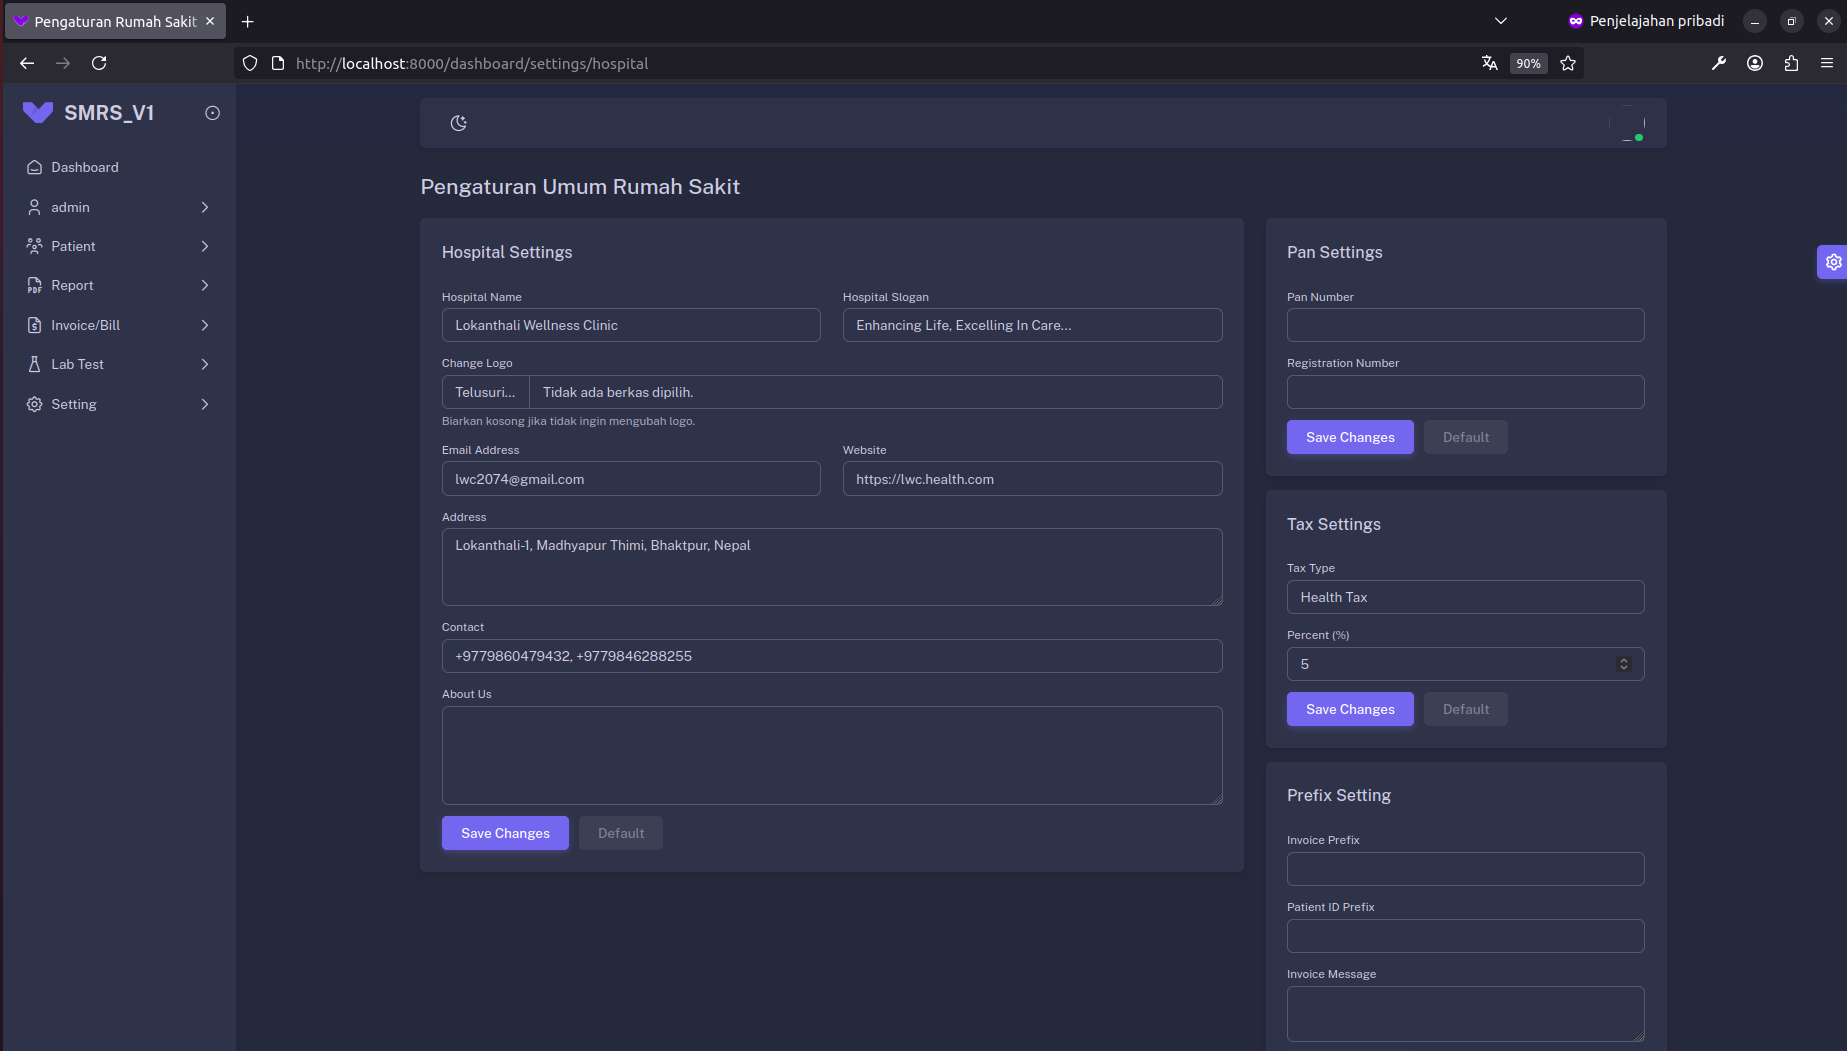 Pengaturan Rumah Sakit
Penjelajahan pribadi
http://localhost:8000/dashboard/settings/hospital
90%
SMRS_V1
Dashboard
admin
Patient
Report
Invoice/Bill
Lab Test
Setting
Pengaturan Umum Rumah Sakit
Hospital Settings
Hospital Name
Hospital Slogan
Lokanthali Wellness Clinic
Enhancing Life, Excelling In Care...
Change Logo
Telusuri...
Tidak ada berkas dipilih.
Biarkan kosong jika tidak ingin mengubah logo.
Email Address
Website
lwc2074@gmail.com
https://lwc.health.com
Address
Lokanthali-1, Madhyapur Thimi, Bhaktpur, Nepal
Contact
+9779860479432, +9779846288255
About Us
Save Changes
Default
Pan Settings
Pan Number
Registration Number
Save Changes
Default
Tax Settings
Tax Type
Health Tax
Percent (%)
5
Save Changes
Default
Prefix Setting
Invoice Prefix
Patient ID Prefix
Invoice Message